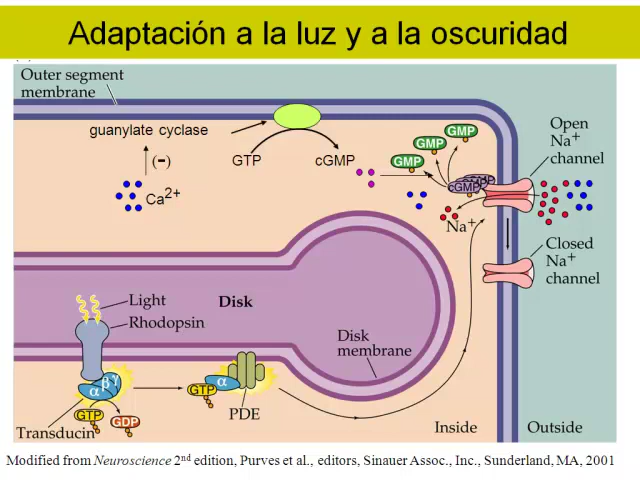 Adaptación a la luz y a la oscuridad
Outer segment
membrane
guanylate cyclase
(-)
Ca2+
GTP
cGMP
GMP
GMP
GMP
GMP
cGMP
Open
Na+
channel
Na+
Closed
Na+
channel
Light
Rhodopsin
Disk
Disk
membrane
α β γ
GTP
GDP
Transducin
GTP
α
PDE
Inside
Outside
Modified from Neuroscience 2nd edition, Purves et al., editors, Sinauer Assoc., Inc., Sunderland, MA, 2001